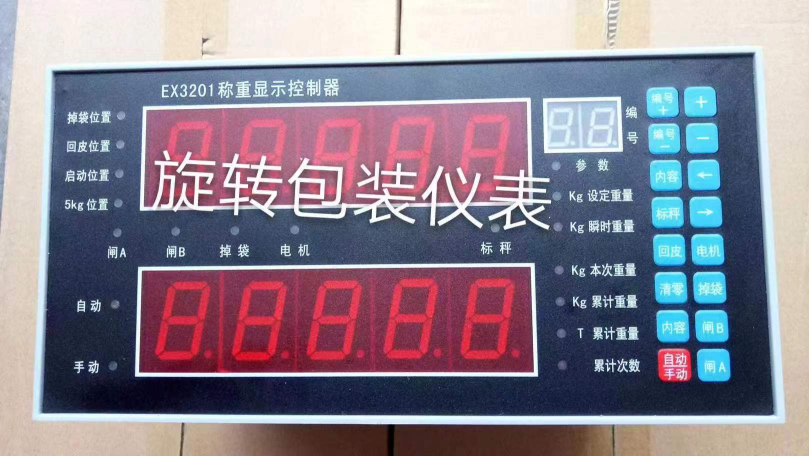 EX3201称重显示控制器
掉袋位置
回皮位置
启动位置
5kg位置
旋转包装仪表
闸A
闸B
掉袋
电机
标秤
自动
手动
编号
参数
Kg 设定重量
Kg 瞬时重量
Kg 本次重量
Kg 累计重量
T 累计重量
累计次数
编号+
+
编号-
-
内容
←
标秤
→
回皮
电机
清零
掉袋
内容
闸B
自动
手动
闸A